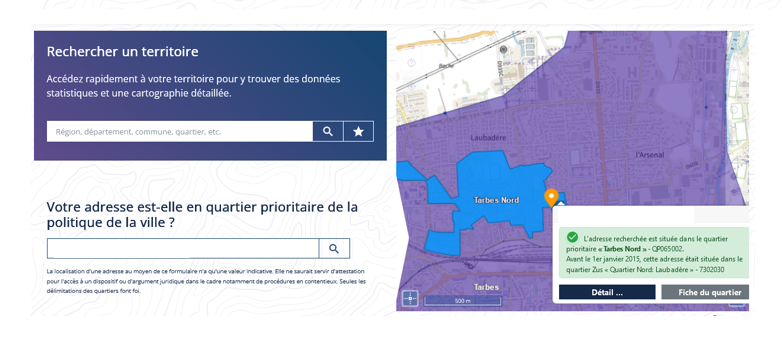 Rechercher un territoire
Accédez rapidement à votre territoire pour y trouver des données
statistiques et une cartographie détaillée.
Région, département, commune, quartier, etc.
Votre adresse est-elle en quartier prioritaire de la
politique de la ville ?
La localisation d'une adresse au moyen de ce formulaire n'a qu'une valeur indicative. Elle ne saurait servir d'attestation
pour l'accès à un dispositif ou d'argument juridique dans le cadre notamment de procédures en contentieux. Seules les
délimitations des quartiers font foi.
Laubadère
l'Arsenal
Tarbes Nord
L'adresse recherchée est située dans le quartier
prioritaire « Tarbes Nord » - QP065002.
Avant le 1er janvier 2015, cette adresse était située dans le
quartier Zus « Quartier Nord: Laubadère » - 7302030
Détail ...
Fiche du quartier
Tarbes
500 m